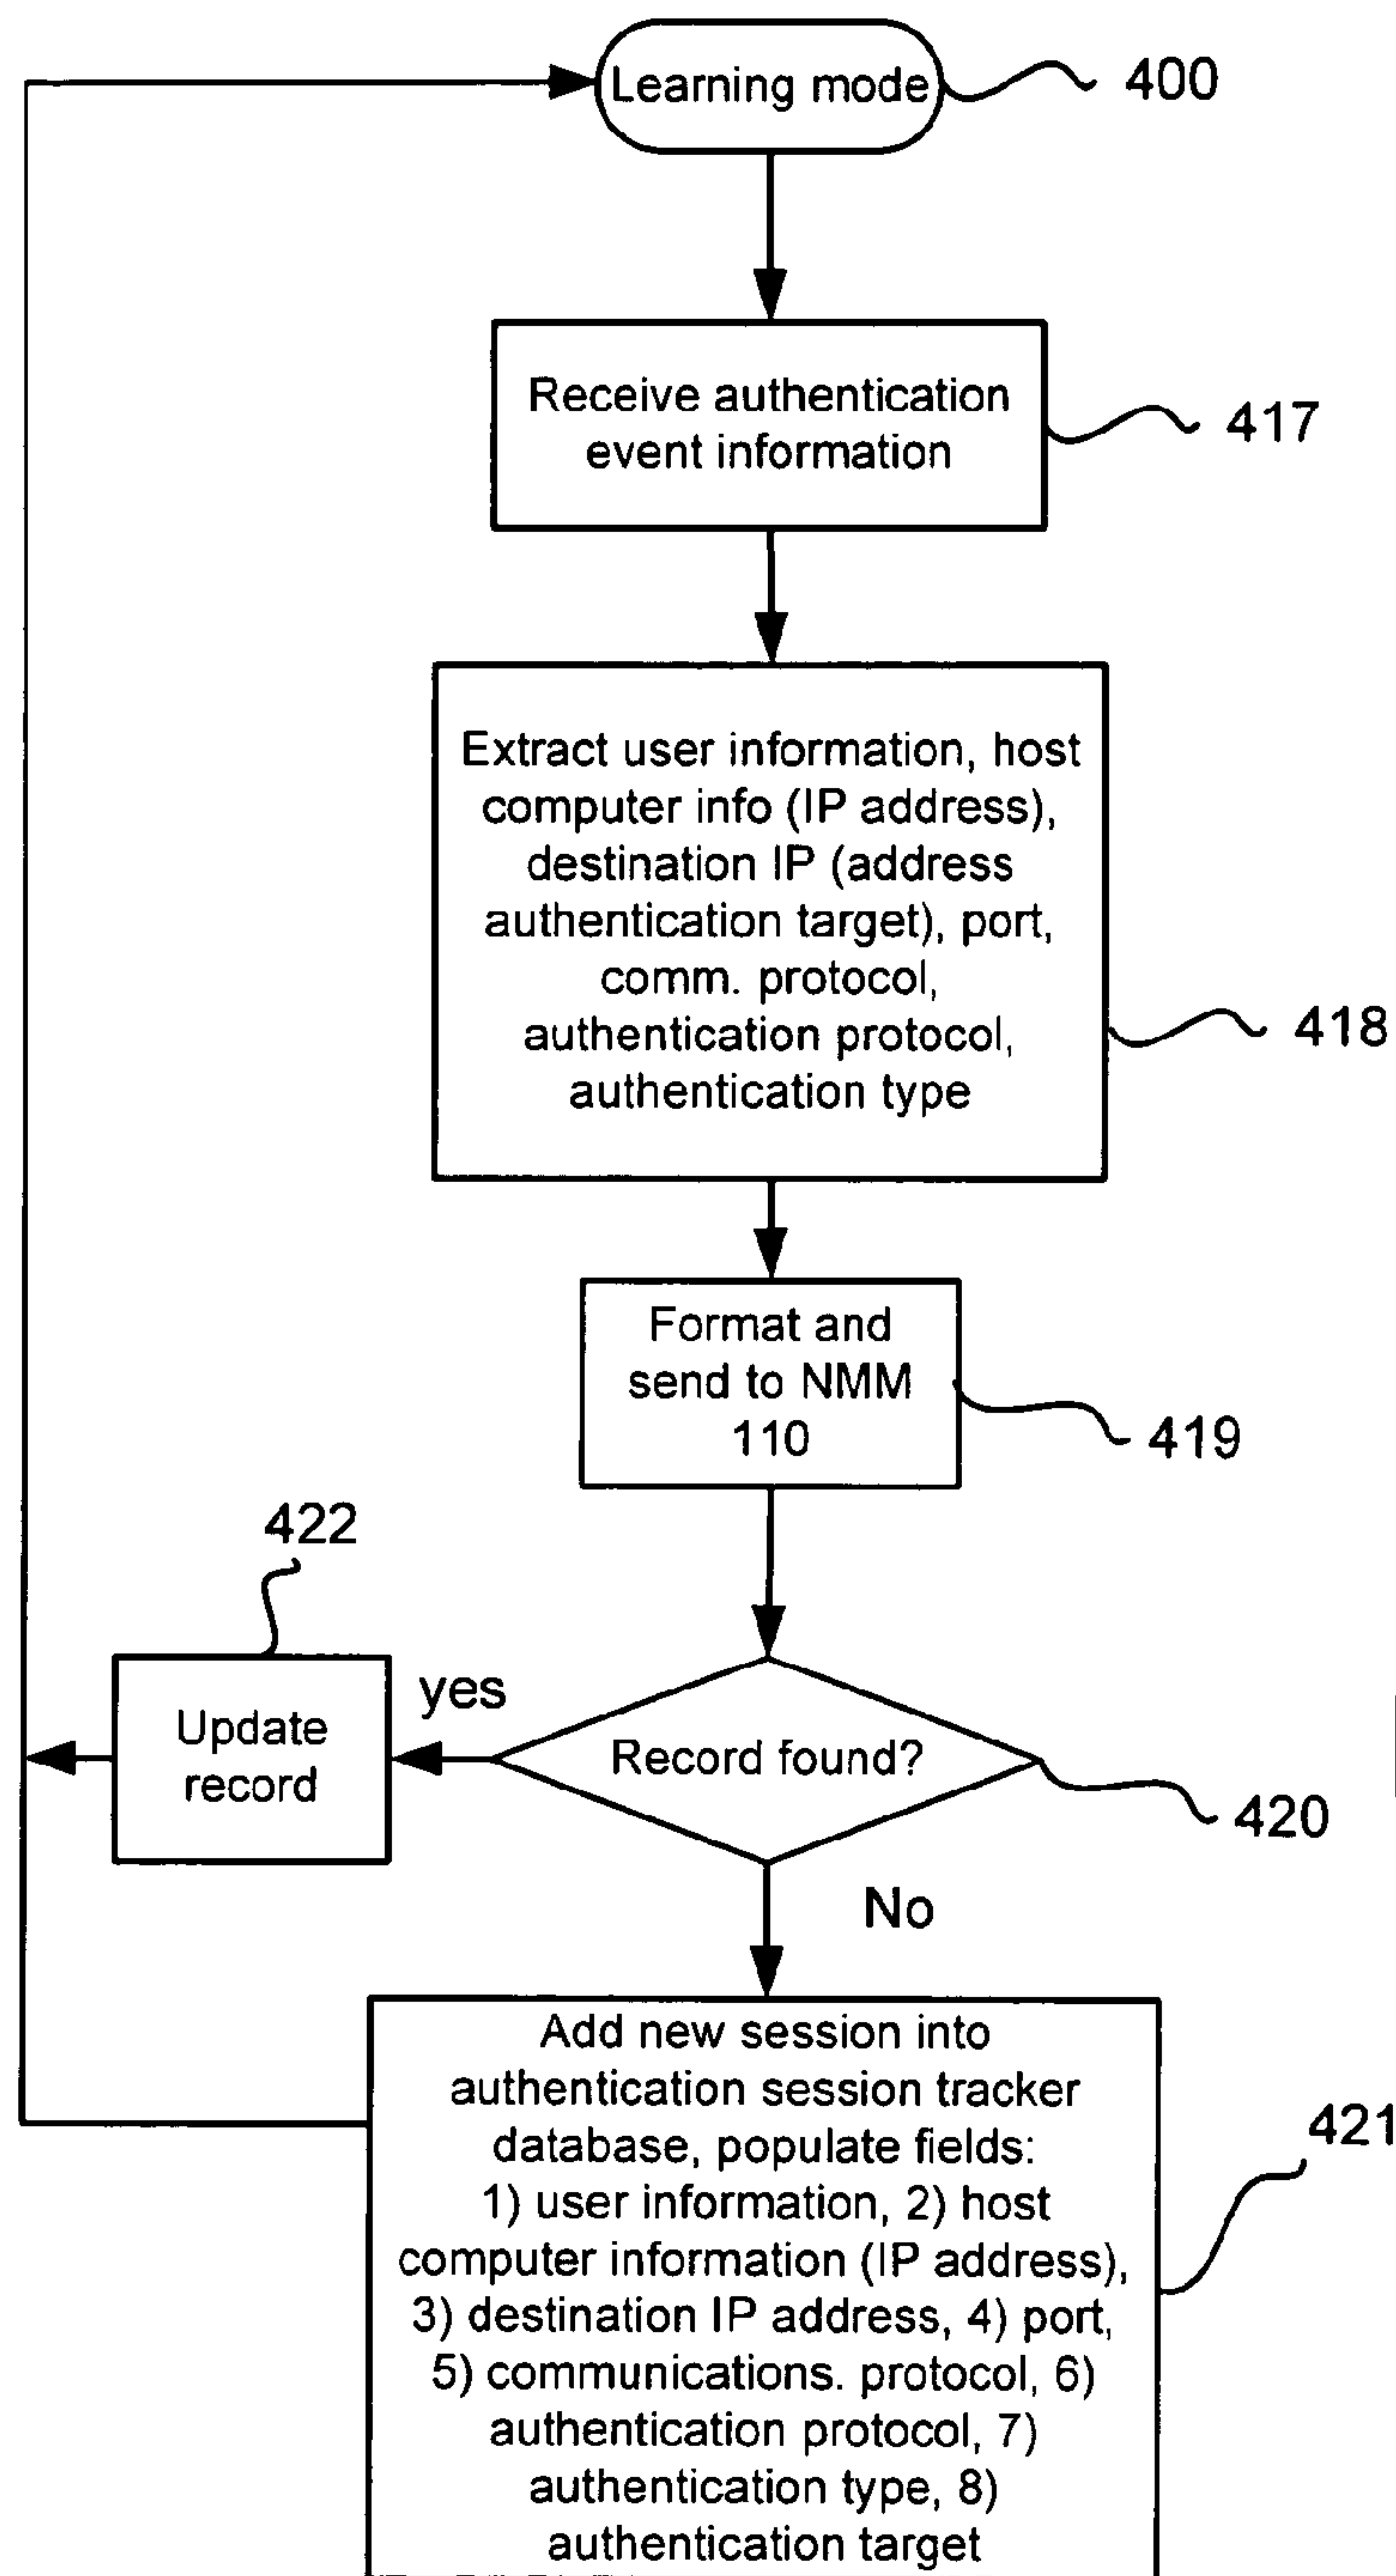 Learning mode
400
Receive authentication
event information
417
Extract user information, host
computer info (IP address),
destination IP (address
authentication target), port,
comm. protocol,
authentication protocol,
authentication type
418
Format and
send to NMM
110
419
422
Update
record
yes
Record found?
420
No
Add new session into
authentication session tracker
database, populate fields:
1) user information, 2) host
computer information (IP address),
3) destination IP address, 4) port,
5) communications. protocol, 6)
authentication protocol, 7)
authentication type, 8)
authentication target
421